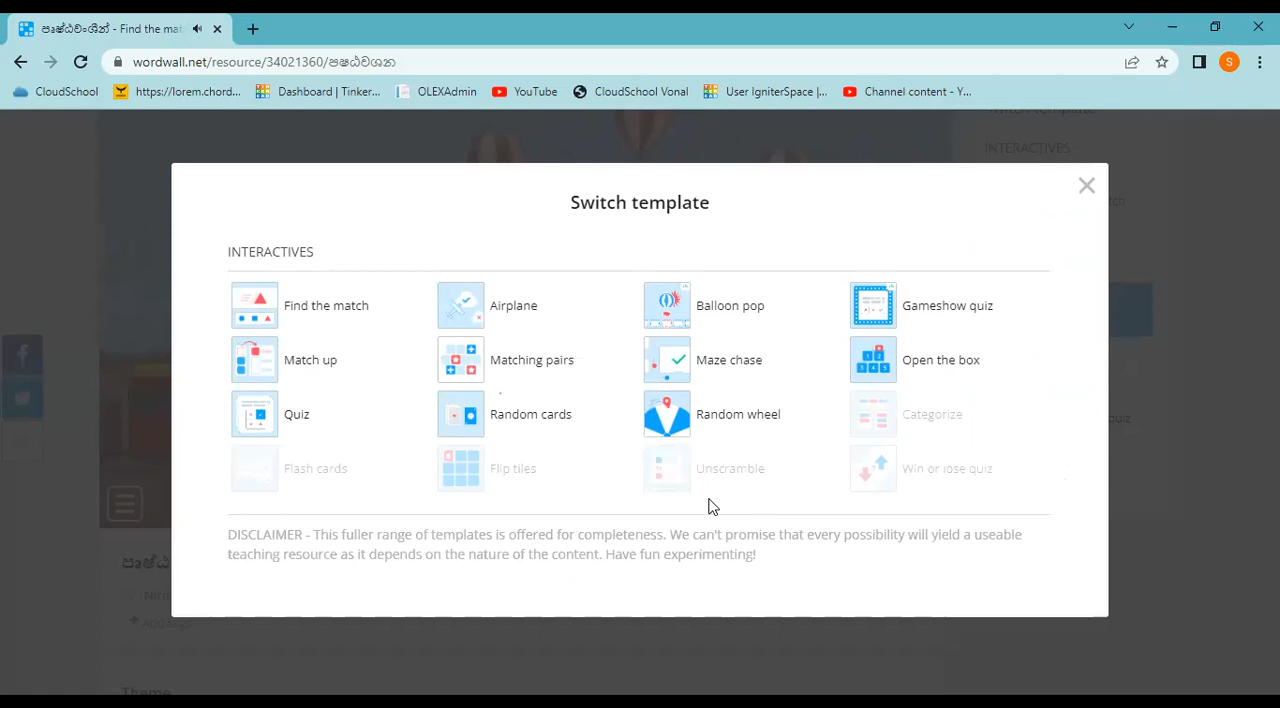 පෘෂ්ඨවංශීන් - Find the mat
wordwall.net/resource/34021360/පෂඨවශන
S
CloudSchool
https://lorem.chord...
Dashboard | Tinker...
OLEXAdmin
YouTube
CloudSchool Vonal
User IgniterSpace |...
Channel content - Y...
INTERACTIVES
Switch template
INTERACTIVES
Find the match
Airplane
Balloon pop
Gameshow quiz
Match up
Matching pairs
Maze chase
Open the box
Quiz
Random cards
Random wheel
Categorize
Flash cards
Flip tiles
Unscramble
Win or lose quiz
DISCLAIMER - This fuller range of templates is offered for completeness. We can't promise that every possibility will yield a useable
teaching resource as it depends on the nature of the content. Have fun experimenting!
Theme